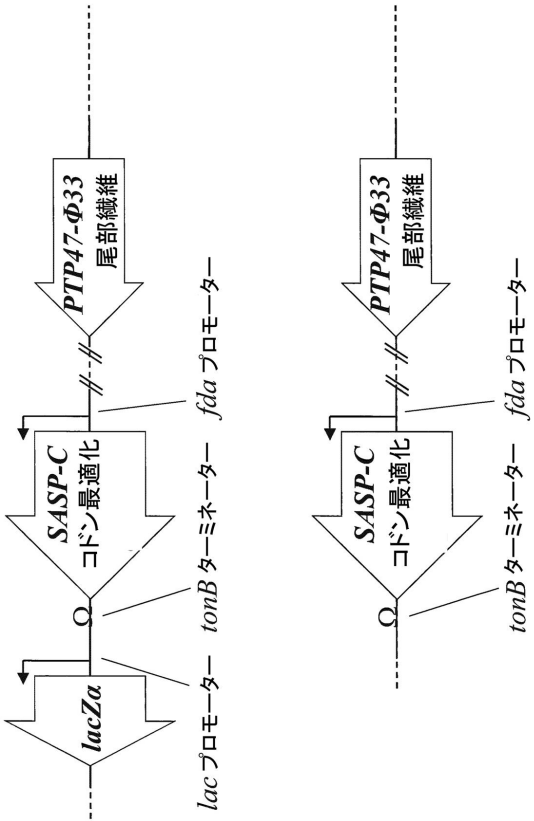 lacZα
Ω
SASP-C
コドン最適化
PTP47-Φ33
尾部繊維
lac プロモーター
tonB ターミネーター
fda プロモーター
Ω
SASP-C
コドン最適化
PTP47-Φ33
尾部繊維
tonB ターミネーター
fda プロモーター